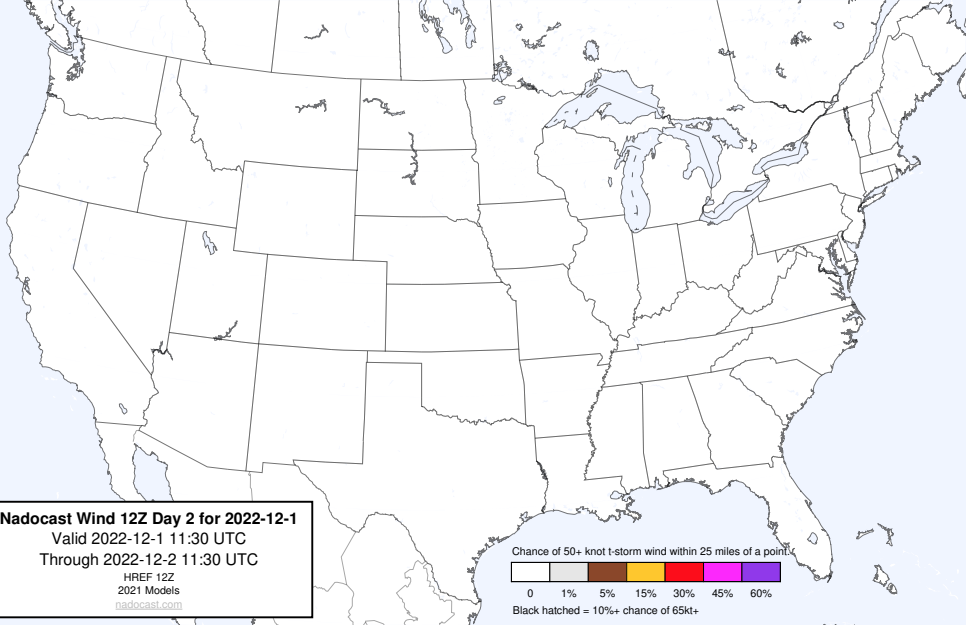 Nadocast Wind 12Z Day 2 for 2022-12-1
Valid 2022-12-1 11:30 UTC
Through 2022-12-2 11:30 UTC
HREF 12Z
2021 Models
nadocast.com
Chance of 50+ knot t-storm wind within 25 miles of a point.
0 1% 5% 15% 30% 45% 60%
Black hatched = 10%+ chance of 65kt+